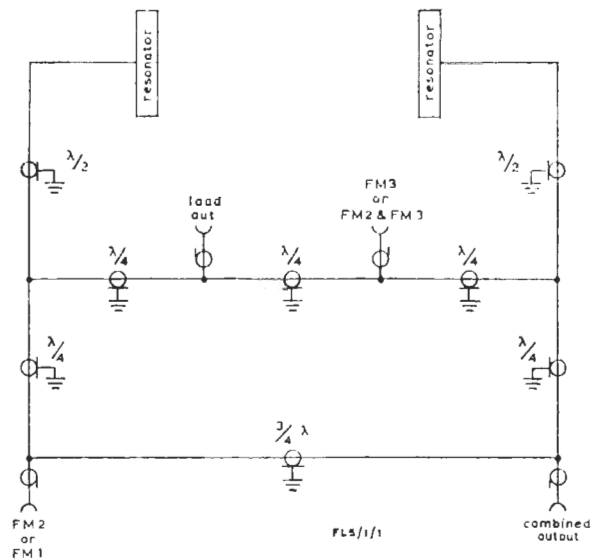 resonator
resonator
λ/2
λ/2
load
out
FM3
or
FM2 & FM3
λ/4
λ/4
λ/4
λ/4
λ/4
3/4 λ
FM2
or
FM1
FL5/1/1
combined
output